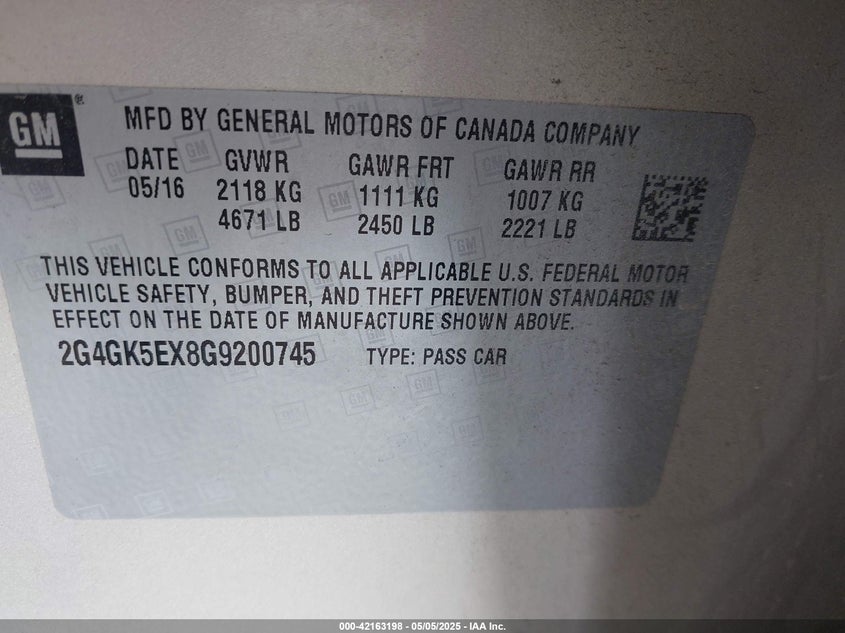 GM
MFD BY GENERAL MOTORS OF CANADA COMPANY
DATE GVWR GAWR FRT GAWR RR
05/16 2118 KG 1111 KG 1007 KG
4671 LB 2450 LB 2221 LB
THIS VEHICLE CONFORMS TO ALL APPLICABLE U.S. FEDERAL MOTOR
VEHICLE SAFETY, BUMPER, AND THEFT PREVENTION STANDARDS IN
EFFECT ON THE DATE OF MANUFACTURE SHOWN ABOVE.
2G4GK5EX8G9200745 TYPE: PASS CAR
000-42163198 - 05/05/2025 - IAA Inc.